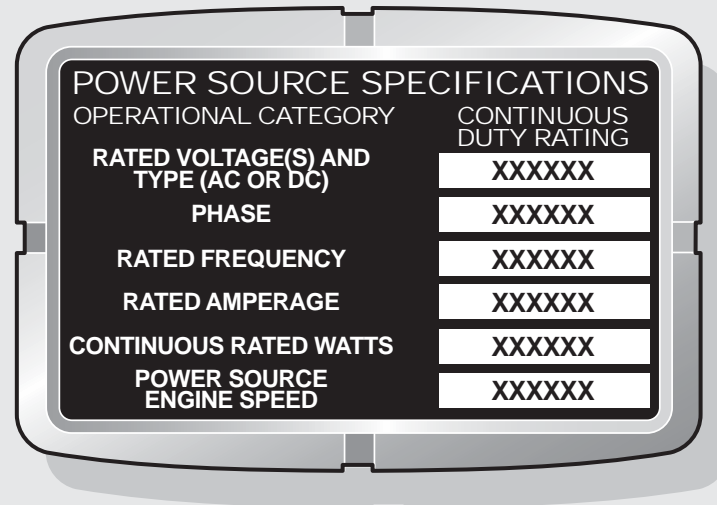 POWER SOURCE SPECIFICATIONS
OPERATIONAL CATEGORY
CONTINUOUS
DUTY RATING
RATED VOLTAGE(S) AND
TYPE (AC OR DC)
XXXXXX
PHASE
XXXXXX
RATED FREQUENCY
XXXXXX
RATED AMPERAGE
XXXXXX
CONTINUOUS RATED WATTS
XXXXXX
POWER SOURCE
ENGINE SPEED
XXXXXX